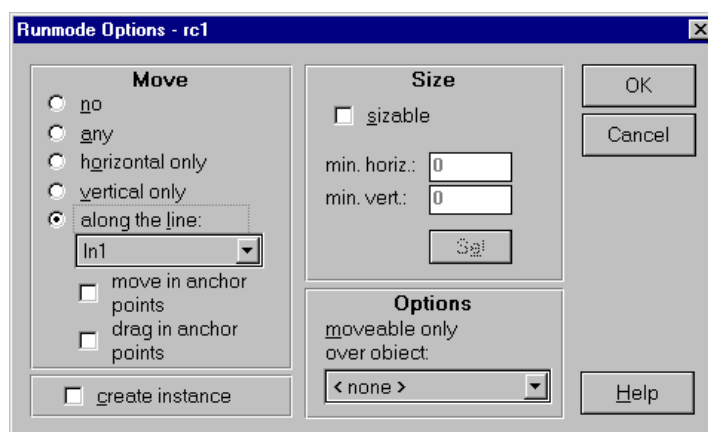 Runmode Options - rc1
Move
no
any
horizontal only
vertical only
along the line:
ln1
move in anchor
points
drag in anchor
points
create instance
Size
sizable
min. horiz.: 0
min. vert.: 0
Set
Options
moveable only
over object:
< none >
OK
Cancel
Help